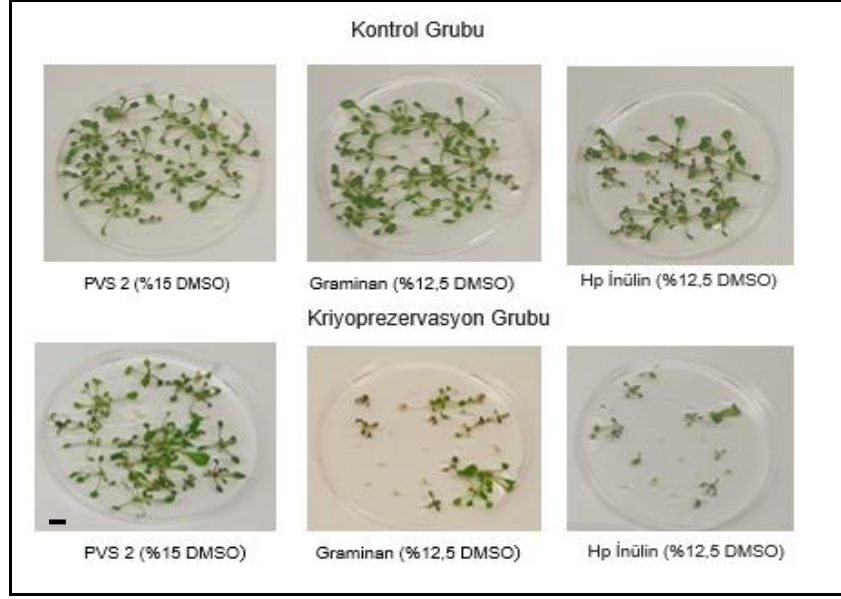 Kontrol Grubu
PVS 2 (%15 DMSO)
Graminan (%12,5 DMSO)
Hp İnülin (%12,5 DMSO)
Kriyoprezervasyon Grubu
PVS 2 (%15 DMSO)
Graminan (%12,5 DMSO)
Hp İnülin (%12,5 DMSO)